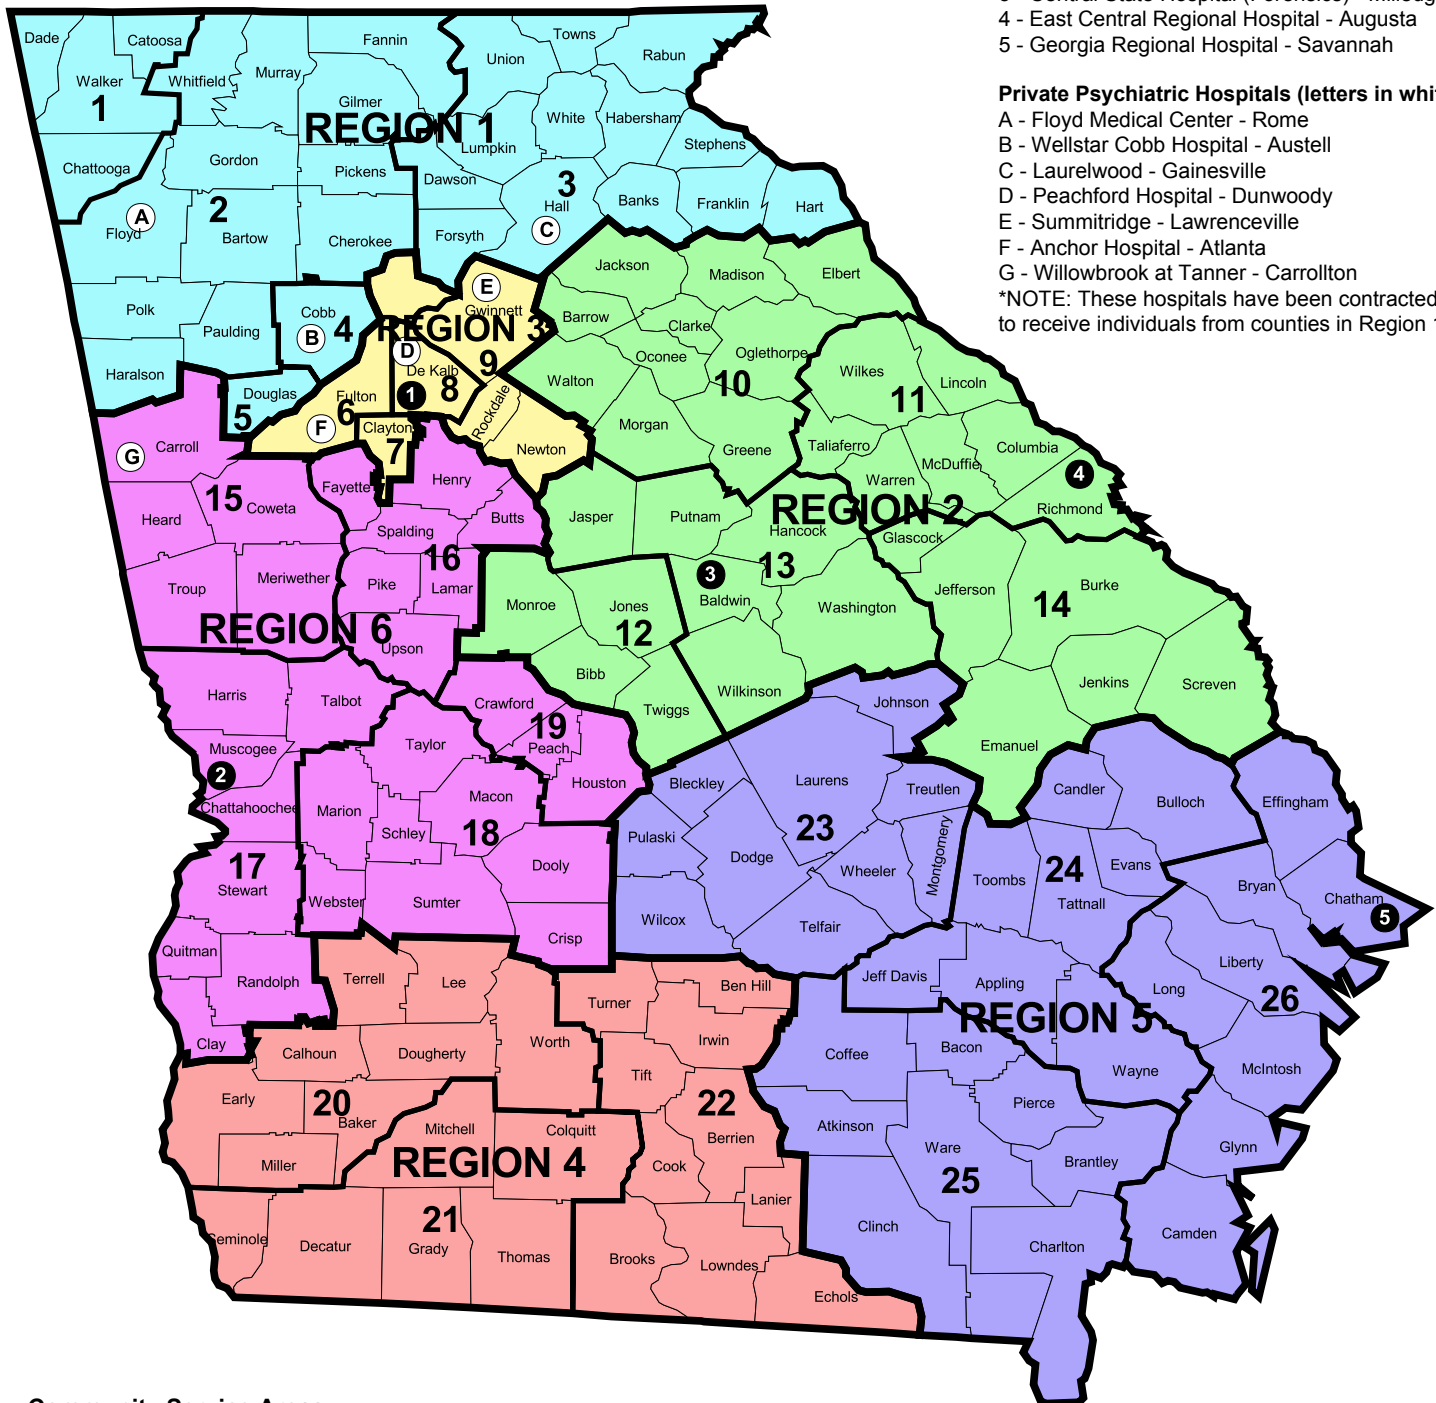 3 - Central State Hospital (Forensics) - Milledg
4 - East Central Regional Hospital - Augusta
5 - Georgia Regional Hospital - Savannah
Private Psychiatric Hospitals (letters in whit
A - Floyd Medical Center - Rome
B - Wellstar Cobb Hospital - Austell
C - Laurelwood - Gainesville
D - Peachford Hospital - Dunwoody
E - Summitridge - Lawrenceville
F - Anchor Hospital - Atlanta
G - Willowbrook at Tanner - Carrollton
*NOTE: These hospitals have been contracted
to receive individuals from counties in Region 1
REGION 1
Dade
Catoosa
Walker
1
Whitfield
Murray
Fannin
Gilmer
Union
Towns
Rabun
White
Habersham
Lumpkin
Stephens
Chattooga
Gordon
Pickens
Dawson
3
Hall
C
Banks
Franklin
Hart
A
Floyd
2
Bartow
Cherokee
Forsyth
Polk
Paulding
Cobb
B
4
Haralson
Douglas
5
REGION 3
E
Gwinnett
D
De Kalb
9
1
8
Fulton
6
F
Clayton
7
Rockdale
Newton
REGION 2
Jackson
Madison
Elbert
Barrow
Clarke
Oconee
Oglethorpe
Walton
10
Morgan
Greene
Wilkes
Lincoln
11
Taliaferro
Columbia
McDuffie
Warren
4
Richmond
Jasper
Putnam
Hancock
Glascock
3
Baldwin
13
Washington
Jefferson
14
Burke
Monroe
Jones
12
Bibb
Twiggs
Wilkinson
Jenkins
Screven
Emanuel
REGION 6
G
Carroll
15
Coweta
Heard
Fayette
Henry
Spalding
Butts
16
Troup
Meriwether
Pike
Lamar
Upson
Harris
Talbot
Crawford
19
Peach
Houston
Muscogee
2
Taylor
Chattahoochee
Marion
Macon
Schley
18
Dooly
17
Stewart
Webster
Sumter
Crisp
Quitman
Randolph
Clay
REGION 5
Johnson
Bleckley
Laurens
Treutlen
Candler
Bulloch
Effingham
Pulaski
23
Dodge
Wheeler
Montgomery
Toombs
24
Evans
Tattnall
Bryan
Chatham
5
Wilcox
Telfair
Jeff Davis
Appling
Long
Liberty
26
Coffee
Bacon
Wayne
McIntosh
Pierce
Atkinson
Ware
Brantley
Glynn
25
Clinch
Charlton
Camden
REGION 4
Terrell
Lee
Turner
Ben Hill
Worth
Irwin
Calhoun
Dougherty
Tift
Early
20
Baker
Mitchell
Colquitt
22
Berrien
Miller
Cook
Lanier
Seminole
Decatur
21
Grady
Thomas
Brooks
Lowndes
Echols